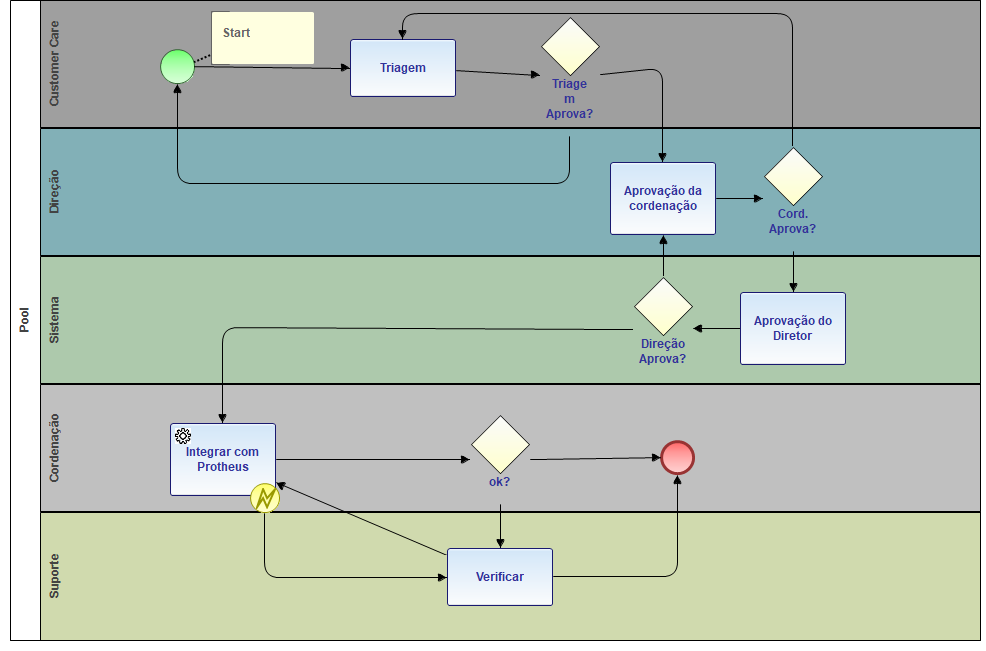 Pool
Customer Care
Start
Triagem
Triage
m
Aprova?
Direção
Aprovação da
cordenação
Cord.
Aprova?
Sistema
Direção
Aprova?
Aprovação do
Diretor
Cordenação
Integrar com
Protheus
ok?
Suporte
Verificar